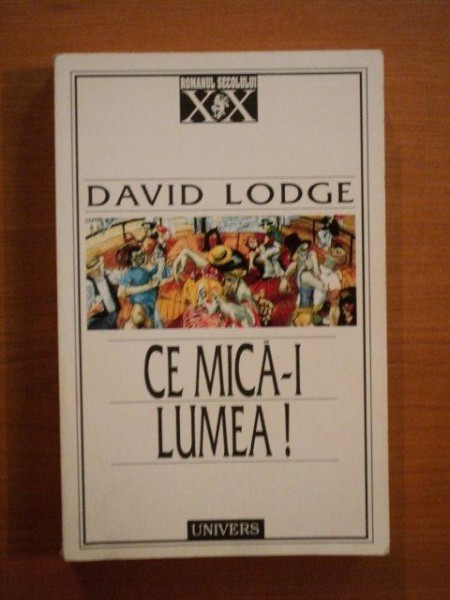 ROMANUL SECOLULUI
XX
DAVID LODGE
CE MICĂ-I
LUMEA !
UNIVERS